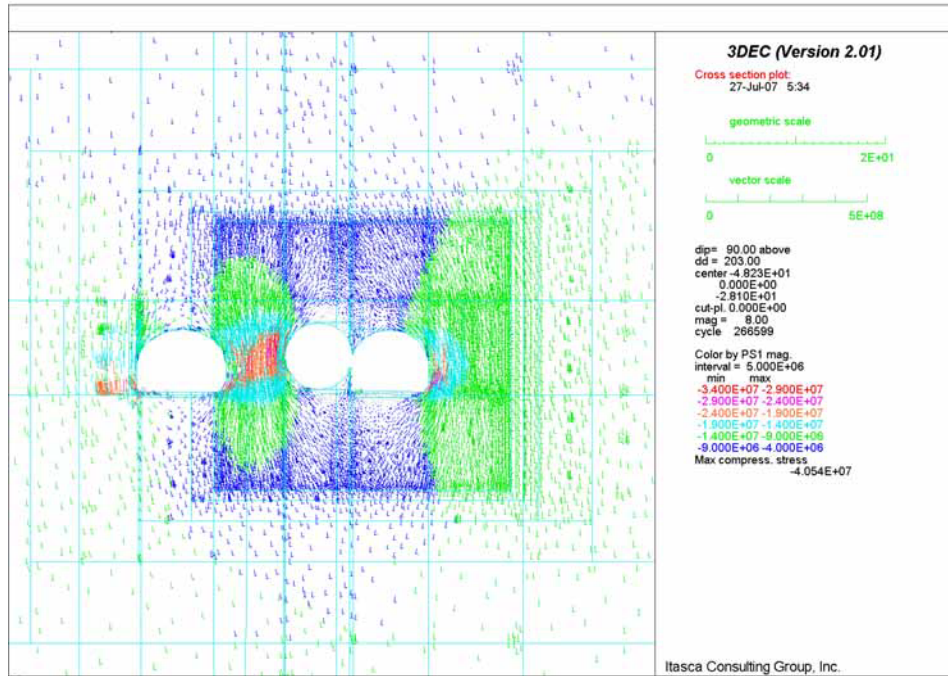 3DEC (Version 2.01)
Cross section plot:
27-Jul-07 5:34
geometric scale
0 2E+01
vector scale
0 5E+08
dip= 90.00 above
dd = 203.00
center -4.823E+01
0.000E+00
-2.810E+01
cut-pl. 0.000E+00
mag = 8.00
cycle 266599
Color by PS1 mag.
interval = 5.000E+06
min max
-3.400E+07 -2.900E+07
-2.900E+07 -2.400E+07
-2.400E+07 -1.900E+07
-1.900E+07 -1.400E+07
-1.400E+07 -9.000E+06
-9.000E+06 -4.000E+06
Max compress. stress
-4.054E+07
Itasca Consulting Group, Inc.